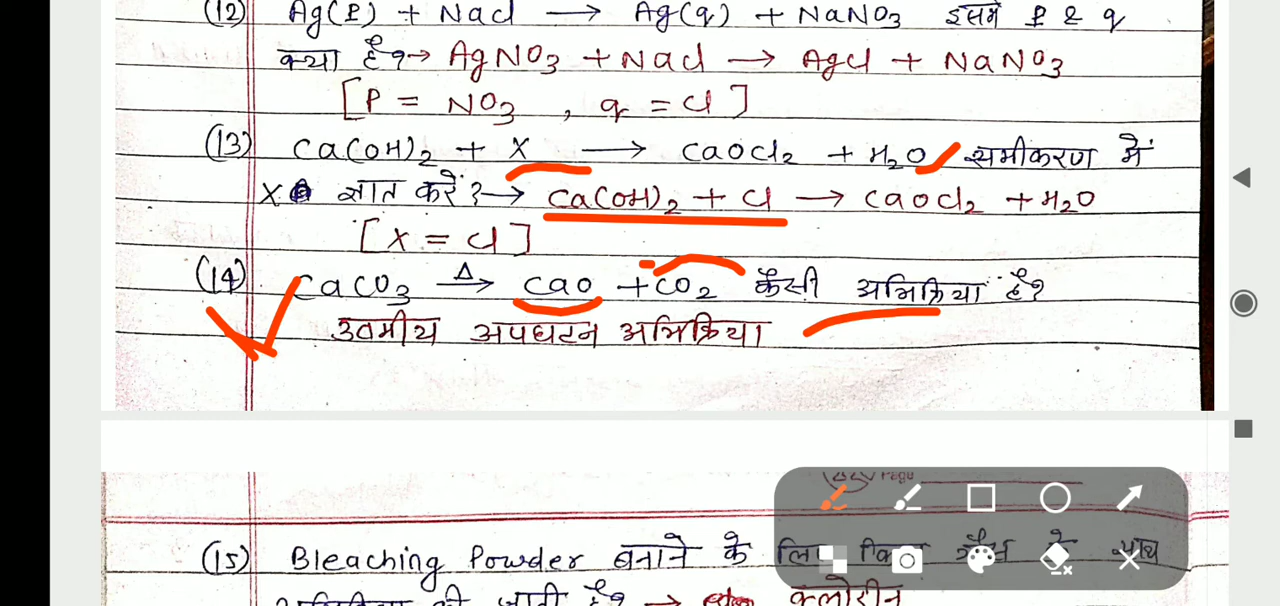 (12) Ag(P) + Nacl → Ag(q) + NaNO3 इसमें P & q
क्या है? → AgNO3 + Nacl → Agcl + NaNO3
[P = NO3 , q = cl]
(13) Ca(OH)2 + X → CaOCl2 + H2O समीकरण में
X ज्ञात करें? → Ca(OH)2 + Cl → CaOCl2 + H2O
[X = cl]
(14) CaCO3 Δ→ CaO + CO2 कैसी अभिक्रिया है?
उवमीय अपघटन अभिक्रिया
Page
(15) Bleaching Powder बनाने के लिए
की जाती है? → क्लोरीन